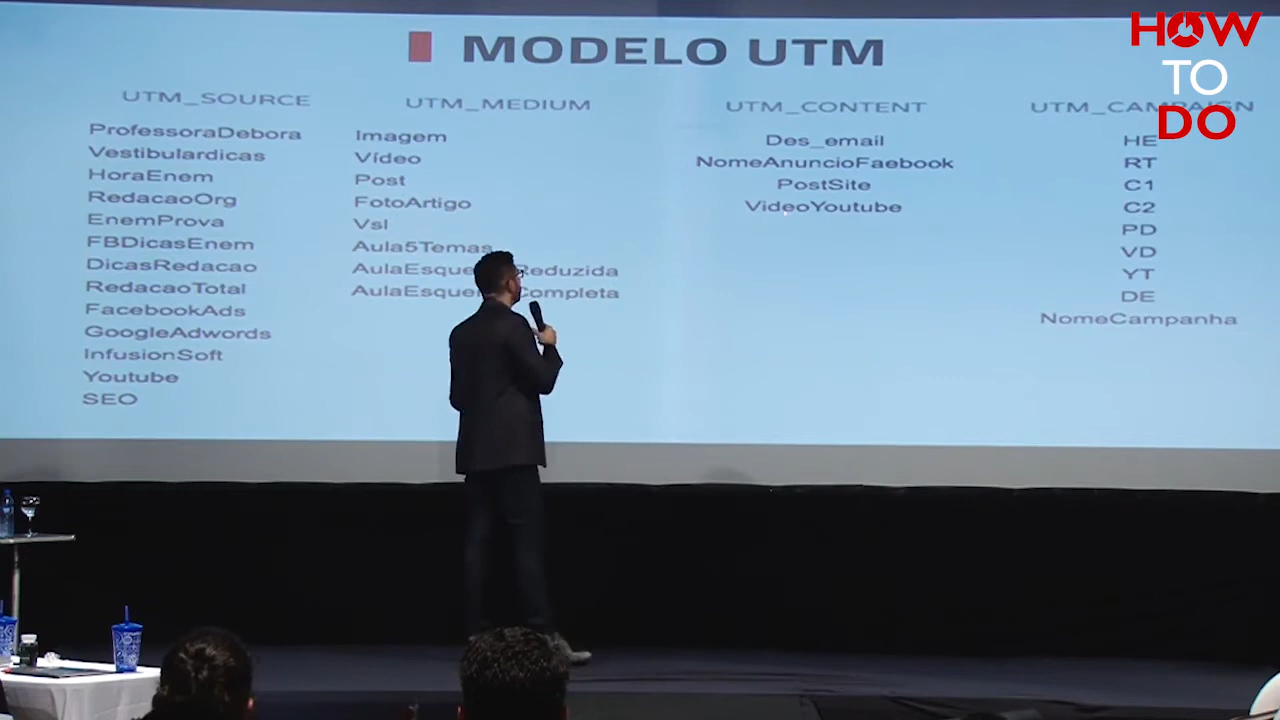 MODELO UTM
HOW
TO
DO
UTM_SOURCE
ProfessoraDebora
Vestibulardicas
HoraEnem
RedacaoOrg
EnemProva
FBDicasEnem
DicasRedacao
RedacaoTotal
FacebookAds
GoogleAdwords
InfusionSoft
Youtube
SEO
UTM_MEDIUM
Imagem
Vídeo
Post
FotoArtigo
Vsl
Aula5Temas
UTM_CONTENT
Des_email
NomeAnuncioFaebook
PostSite
VideoYoutube
UTM_CAMPAIGN
HE
RT
C1
C2
PD
VD
YT
DE
NomeCampanha